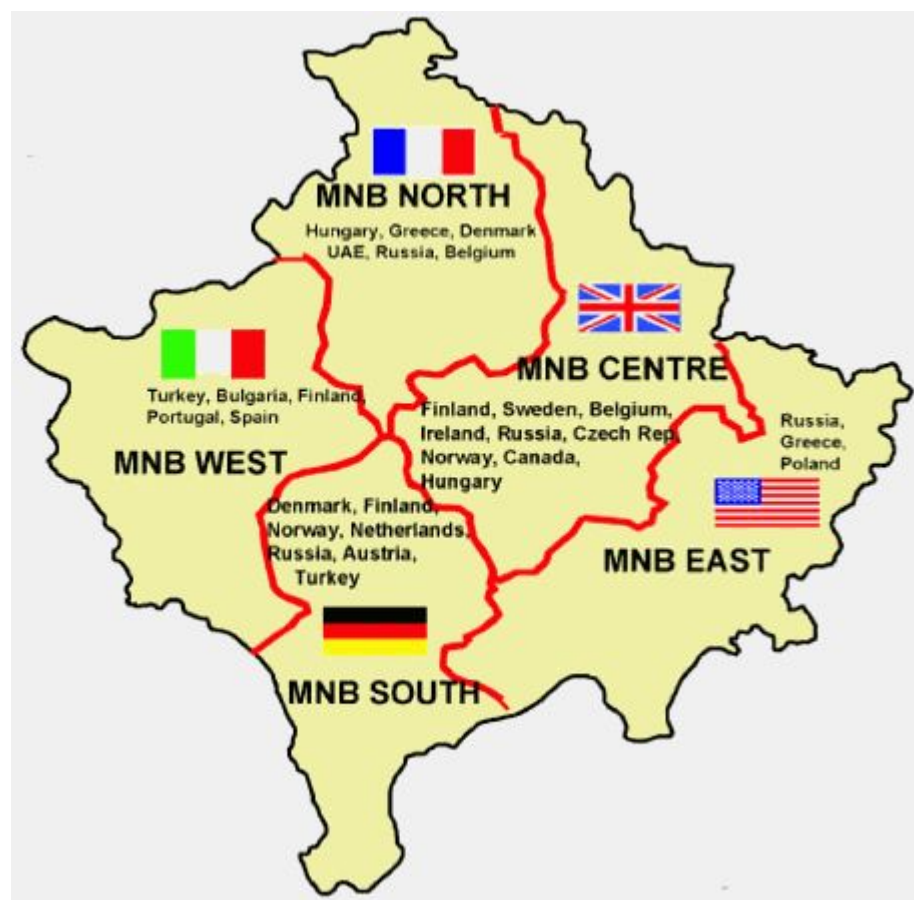 MNB NORTH
Hungary, Greece, Denmark
UAE, Russia, Belgium
MNB CENTRE
Finland, Sweden, Belgium,
Ireland, Russia, Czech Rep,
Norway, Canada,
Hungary
Turkey, Bulgaria, Finland,
Portugal, Spain
MNB WEST
Russia,
Greece,
Poland
MNB EAST
Denmark, Finland,
Norway, Netherlands,
Russia, Austria,
Turkey
MNB SOUTH